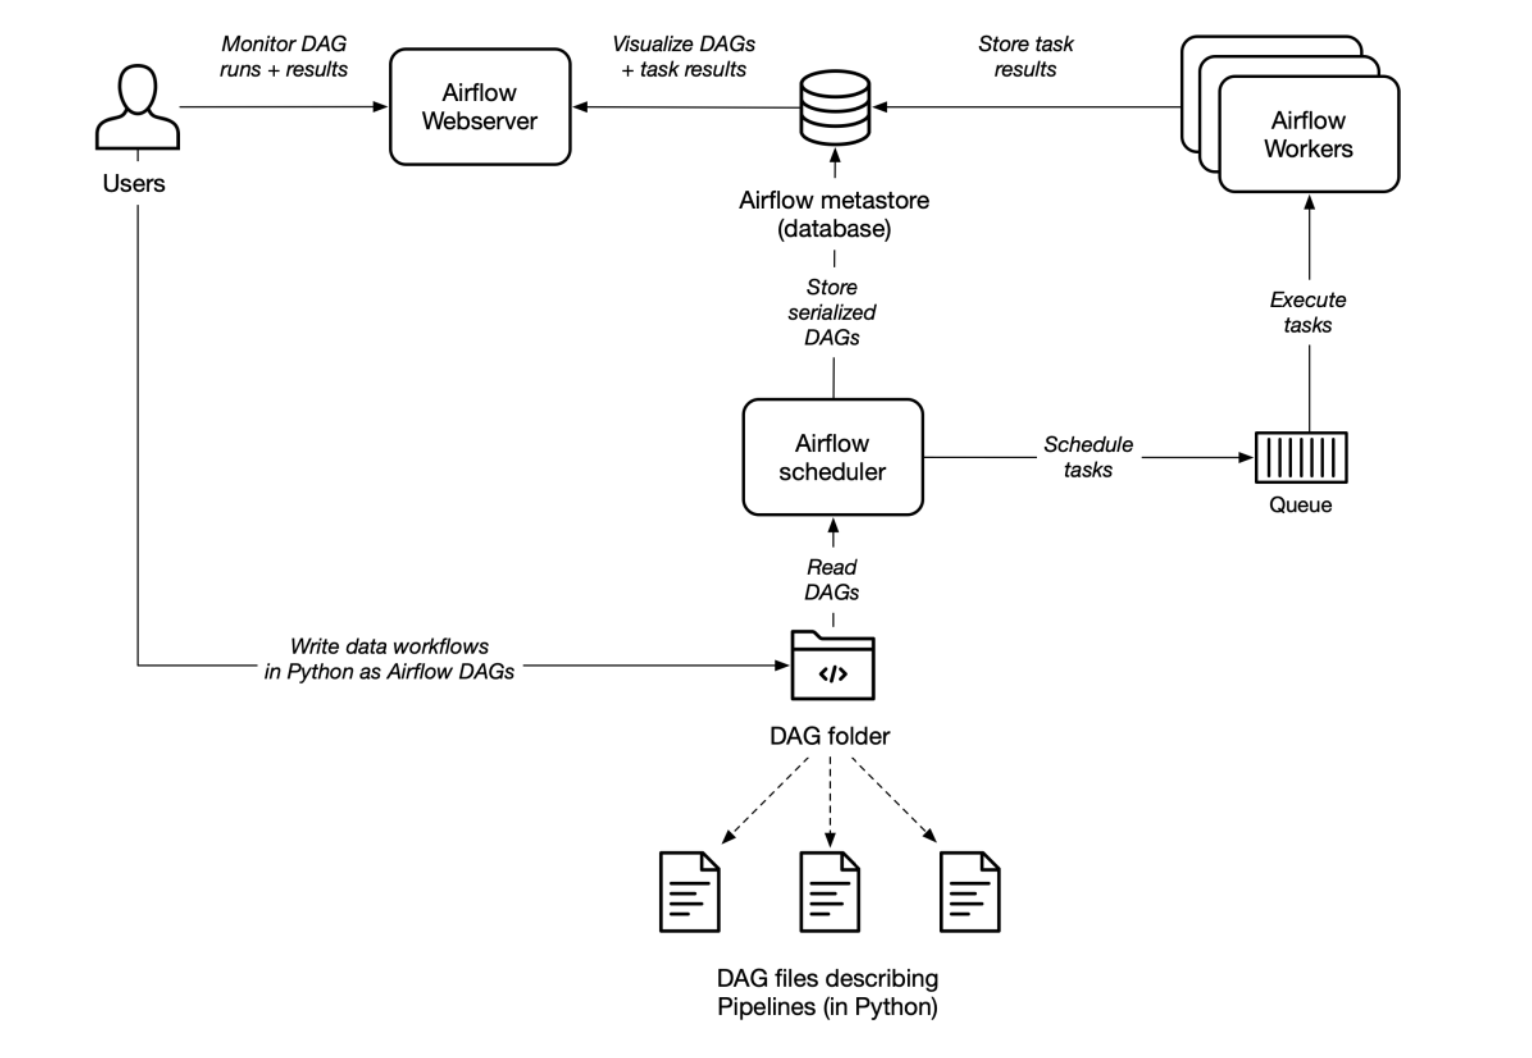 Monitor DAG
runs + results
Visualize DAGs
+ task results
Store task
results
Airflow
Webserver
Airflow
Workers
Users
Airflow metastore
(database)
Store
serialized
DAGs
Execute
tasks
Airflow
scheduler
Schedule
tasks
Queue
Read
DAGs
Write data workflows
in Python as Airflow DAGs
</>
DAG folder
DAG files describing
Pipelines (in Python)